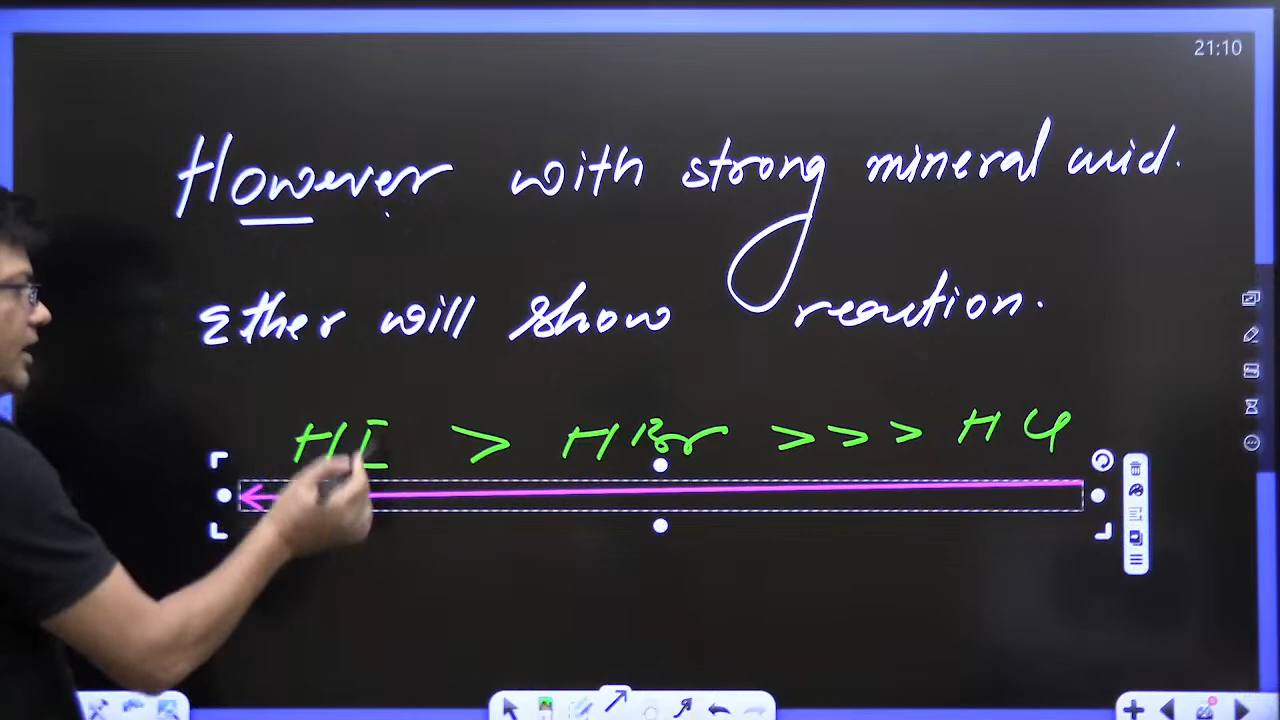 21:10
However with strong mineral acid.
Ether will show reaction.
HI > HBr >>> HCl